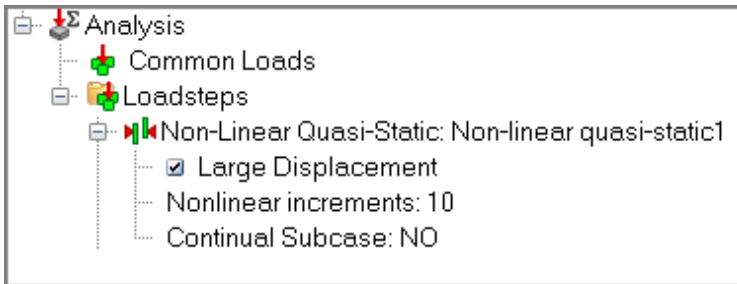 Analysis
Common Loads
Loadsteps
Non-Linear Quasi-Static: Non-linear quasi-static1
Large Displacement
Nonlinear increments: 10
Continual Subcase: NO